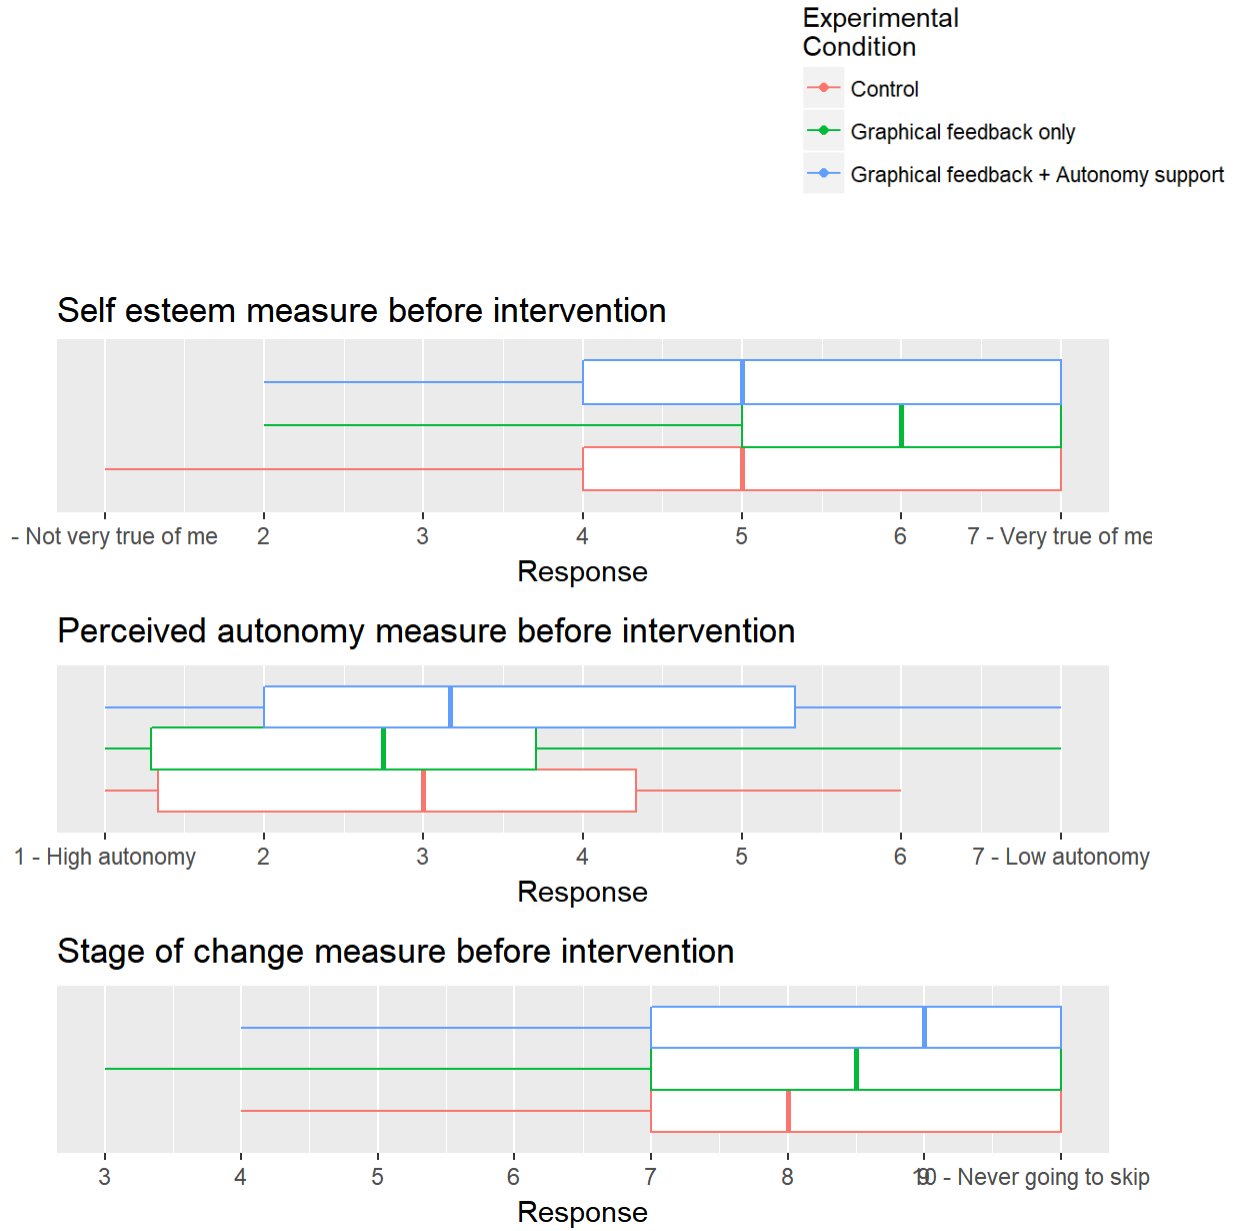 Experimental
Condition
Control
Graphical feedback only
Graphical feedback + Autonomy support
Self esteem measure before intervention
- Not very true of me 2 3 4 5 6 7 - Very true of me
Response
Perceived autonomy measure before intervention
1 - High autonomy 2 3 4 5 6 7 - Low autonomy
Response
Stage of change measure before intervention
3 4 5 6 7 8 9 10 - Never going to skip
Response